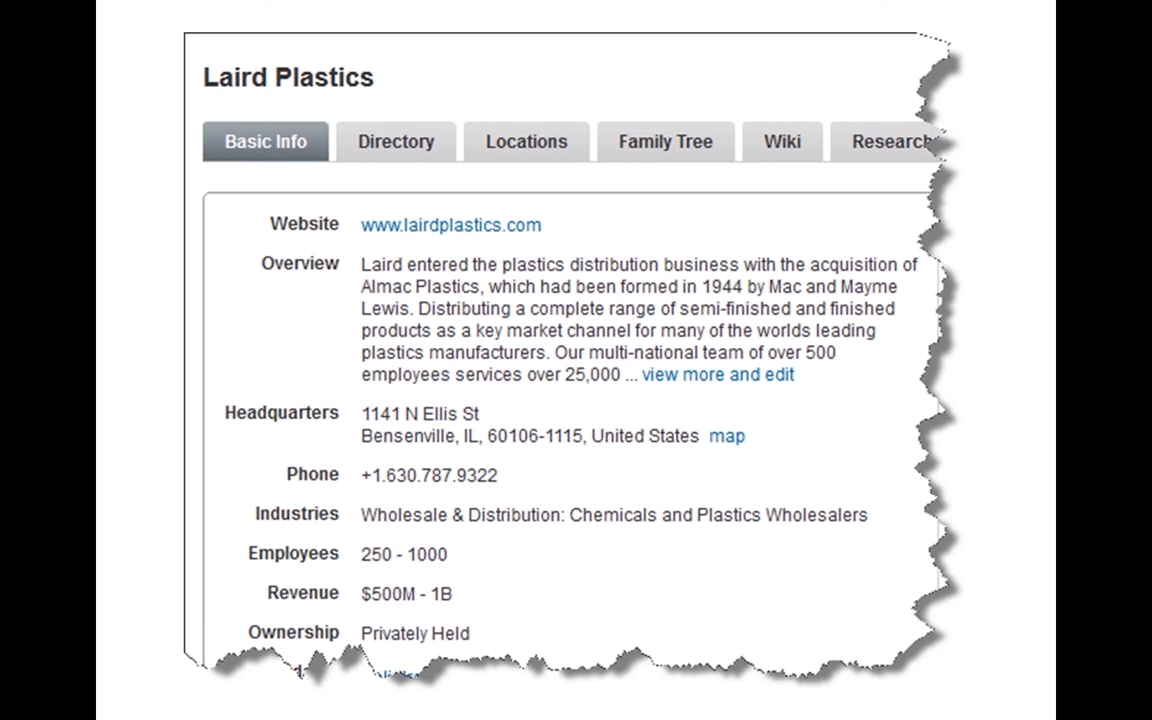 Laird Plastics
Basic Info Directory Locations Family Tree Wiki Research
Website www.lairdplastics.com
Overview Laird entered the plastics distribution business with the acquisition of
Almac Plastics, which had been formed in 1944 by Mac and Mayme
Lewis. Distributing a complete range of semi-finished and finished
products as a key market channel for many of the worlds leading
plastics manufacturers. Our multi-national team of over 500
employees services over 25,000 ... view more and edit
Headquarters 1141 N Ellis St
Bensenville, IL, 60106-1115, United States map
Phone +1.630.787.9322
Industries Wholesale & Distribution: Chemicals and Plastics Wholesalers
Employees 250 - 1000
Revenue $500M - 1B
Ownership Privately Held